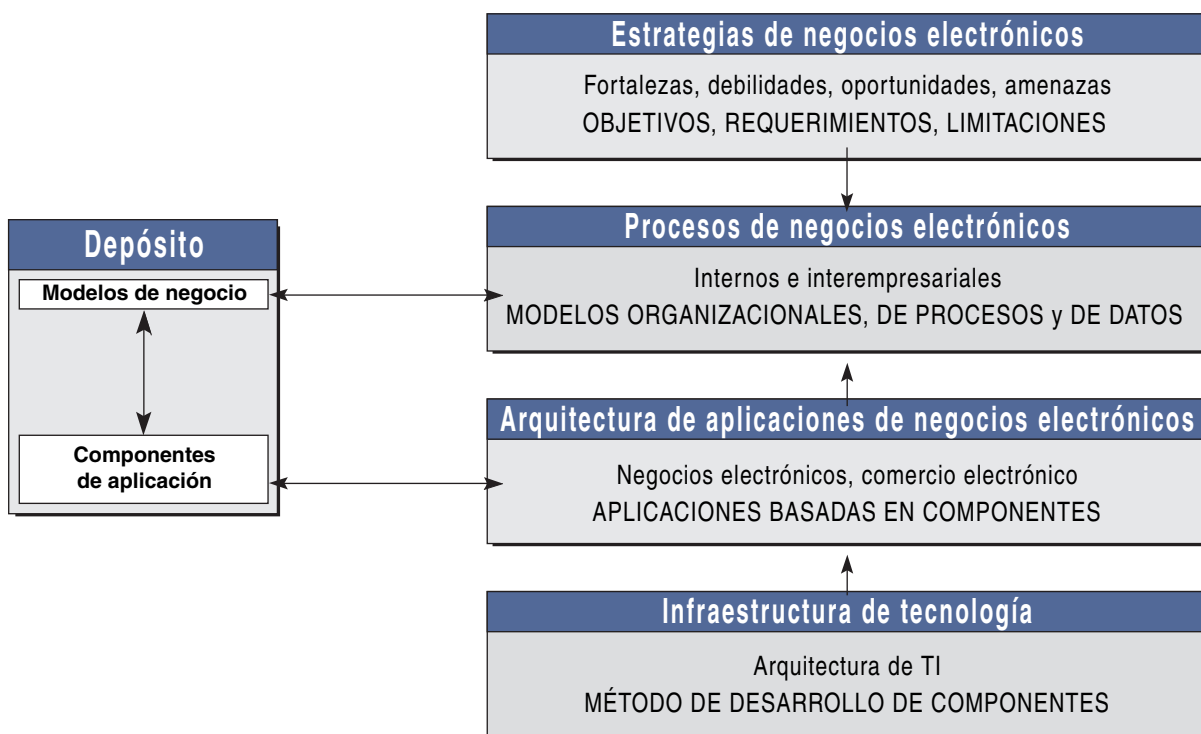 Estrategias de negocios electrónicos
Fortalezas, debilidades, oportunidades, amenazas
OBJETIVOS, REQUERIMIENTOS, LIMITACIONES
Depósito
Modelos de negocio
Componentes
de aplicación
Procesos de negocios electrónicos
Internos e interempresariales
MODELOS ORGANIZACIONALES, DE PROCESOS y DE DATOS
Arquitectura de aplicaciones de negocios electrónicos
Negocios electrónicos, comercio electrónico
APLICACIONES BASADAS EN COMPONENTES
Infraestructura de tecnología
Arquitectura de TI
MÉTODO DE DESARROLLO DE COMPONENTES